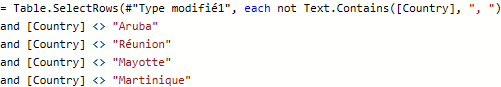 = Table.SelectRows(#"Type modifié1", each not Text.Contains([Country], ", ")
and [Country] <> "Aruba"
and [Country] <> "Réunion"
and [Country] <> "Mayotte"
and [Country] <> "Martinique"